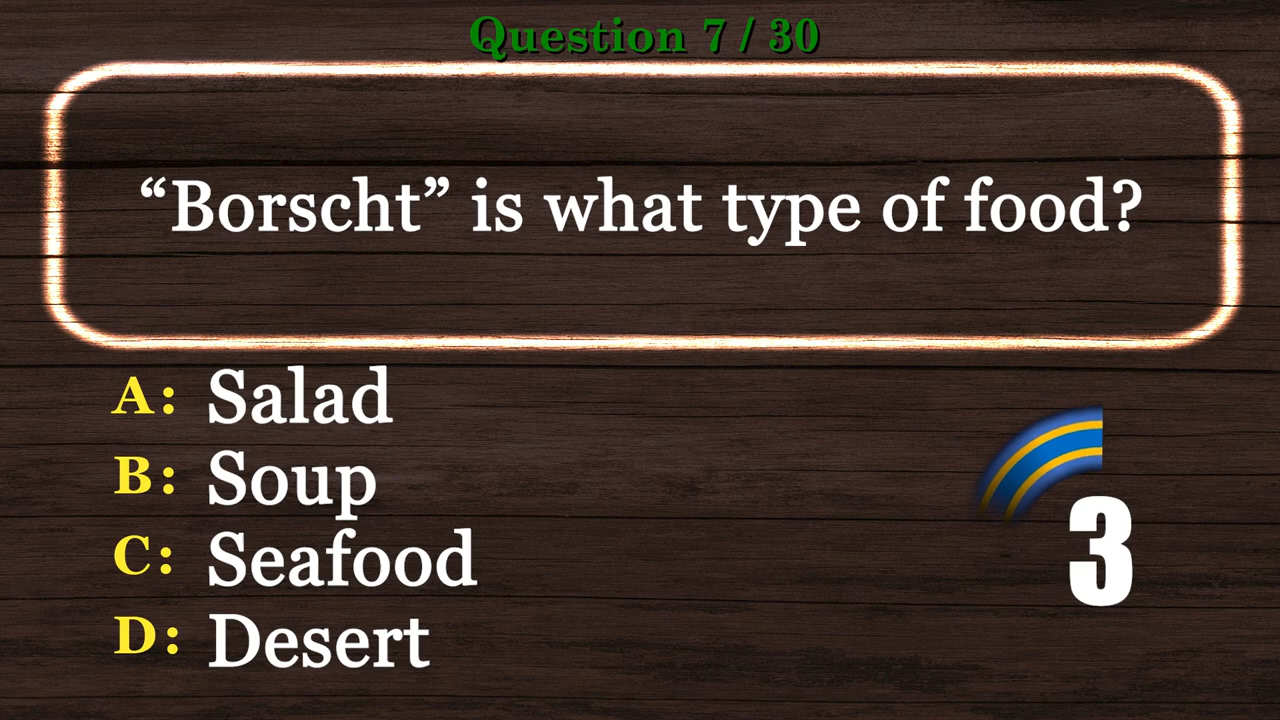 Question 7 / 30
“Borscht” is what type of food?
A: Salad
B: Soup
C: Seafood
3
D: Desert